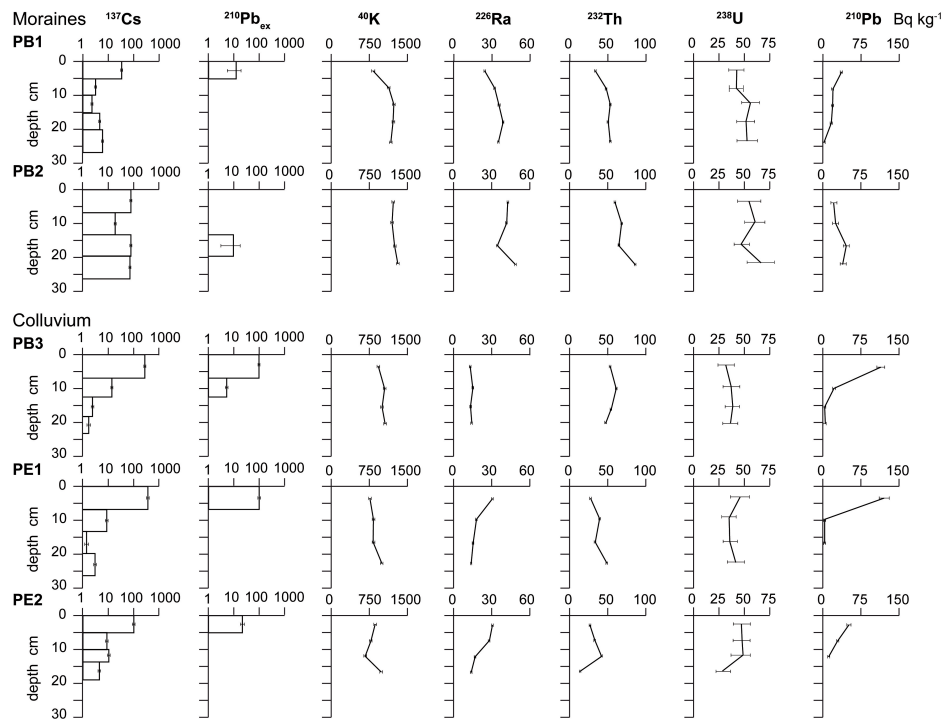 Moraines ¹³⁷Cs ²¹⁰Pbex ⁴⁰K ²²⁶Ra ²³²Th ²³⁸U ²¹⁰Pb Bq kg⁻¹
PB1 1 10 100 1000 1 10 100 1000 0 750 1500 0 30 60 0 50 100 0 25 50 75 0 50 150
0
10
20
30
depth cm
PB2 1 10 100 1000 1 10 100 1000 0 750 1500 0 30 60 0 50 100 0 25 50 75 0 50 150
0
10
20
30
depth cm
Colluvium
PB3 1 10 100 1000 1 10 100 1000 0 750 1500 0 30 60 0 50 100 0 25 50 75 0 50 150
0
10
20
30
depth cm
PE1 1 10 100 1000 1 10 100 1000 0 750 1500 0 30 60 0 50 100 0 25 50 75 0 50 150
0
10
20
30
depth cm
PE2 1 10 100 1000 1 10 100 1000 0 750 1500 0 30 60 0 50 100 0 25 50 75 0 50 150
0
10
20
30
depth cm